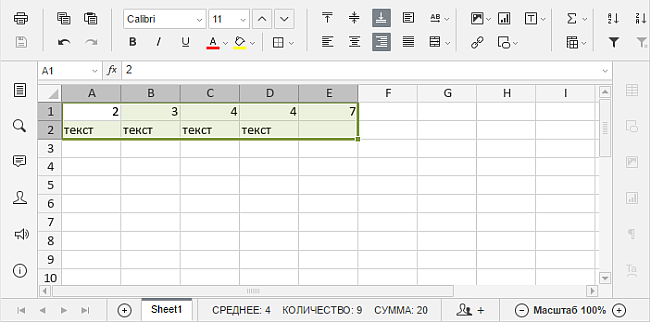 Calibri 11 AB
B I U A
A1 fx 2
A B C D E F G H I
1 2 3 4 4 7
2 текст текст текст текст
3
4
5
6
7
8
9
10
Sheet1 СРЕДНЕЕ: 4 КОЛИЧЕСТВО: 9 СУММА: 20 + Масштаб 100%